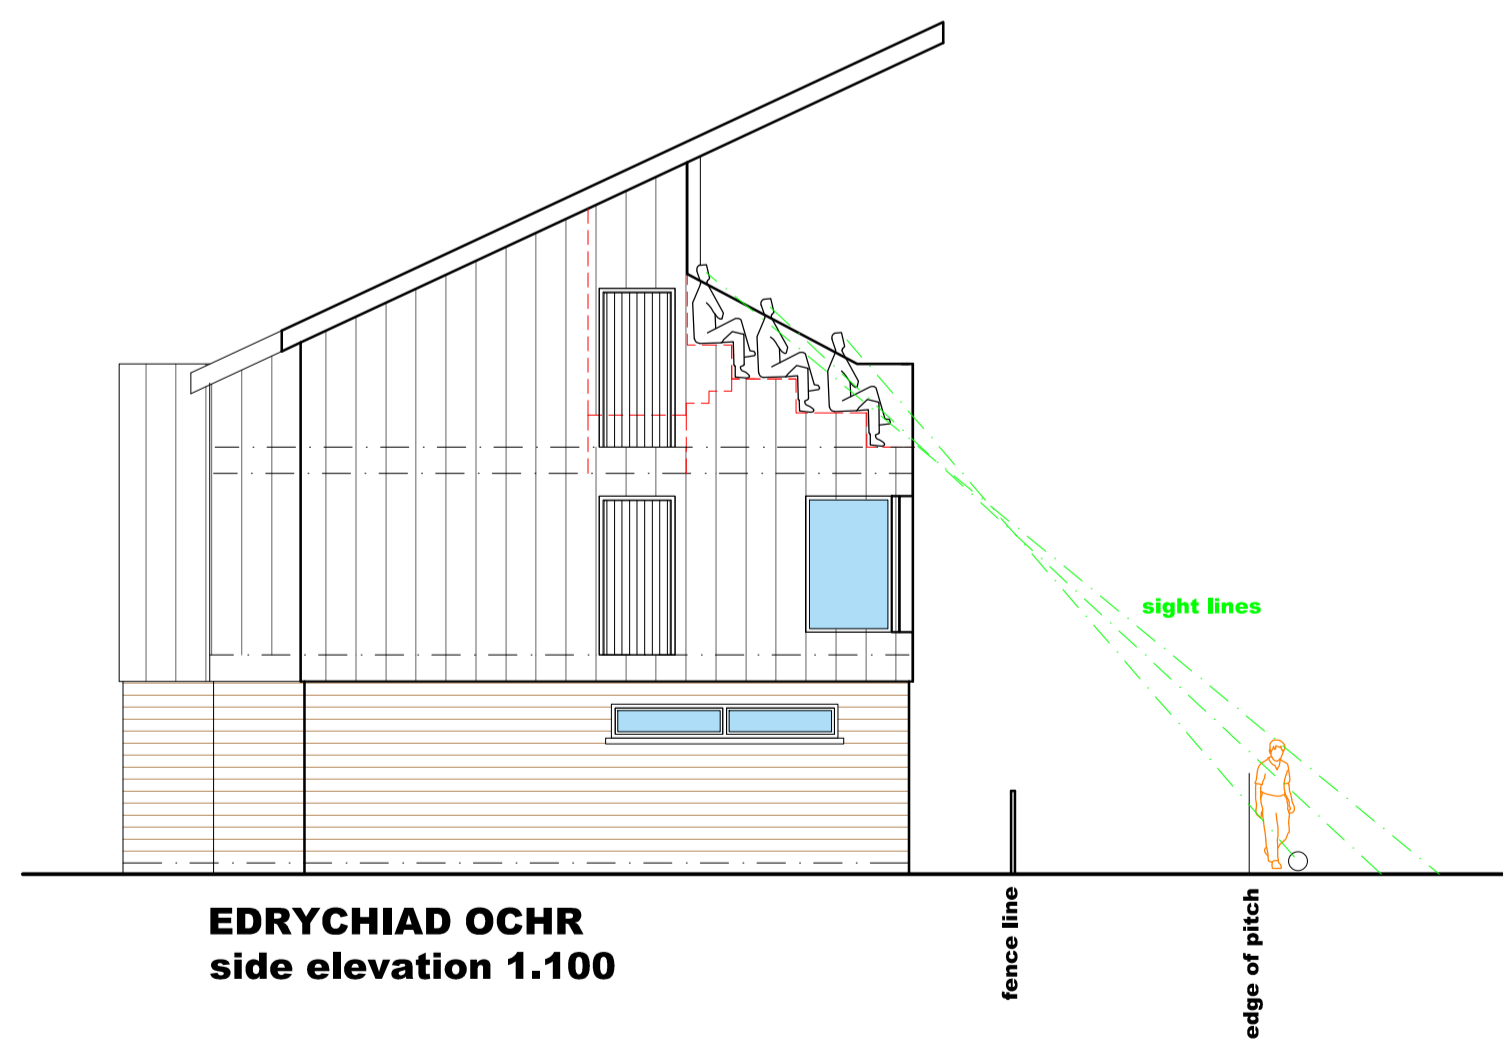 sight lines
EDRYCHIAD OCHR
side elevation 1.100
fence line
edge of pitch